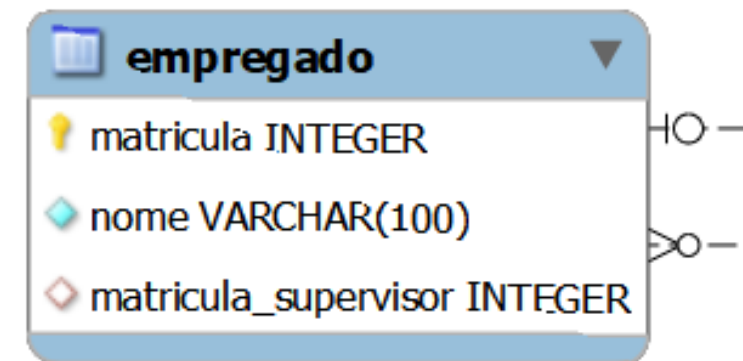 empregado
matricula INTEGER
nome VARCHAR(100)
matricula_supervisor INTEGER